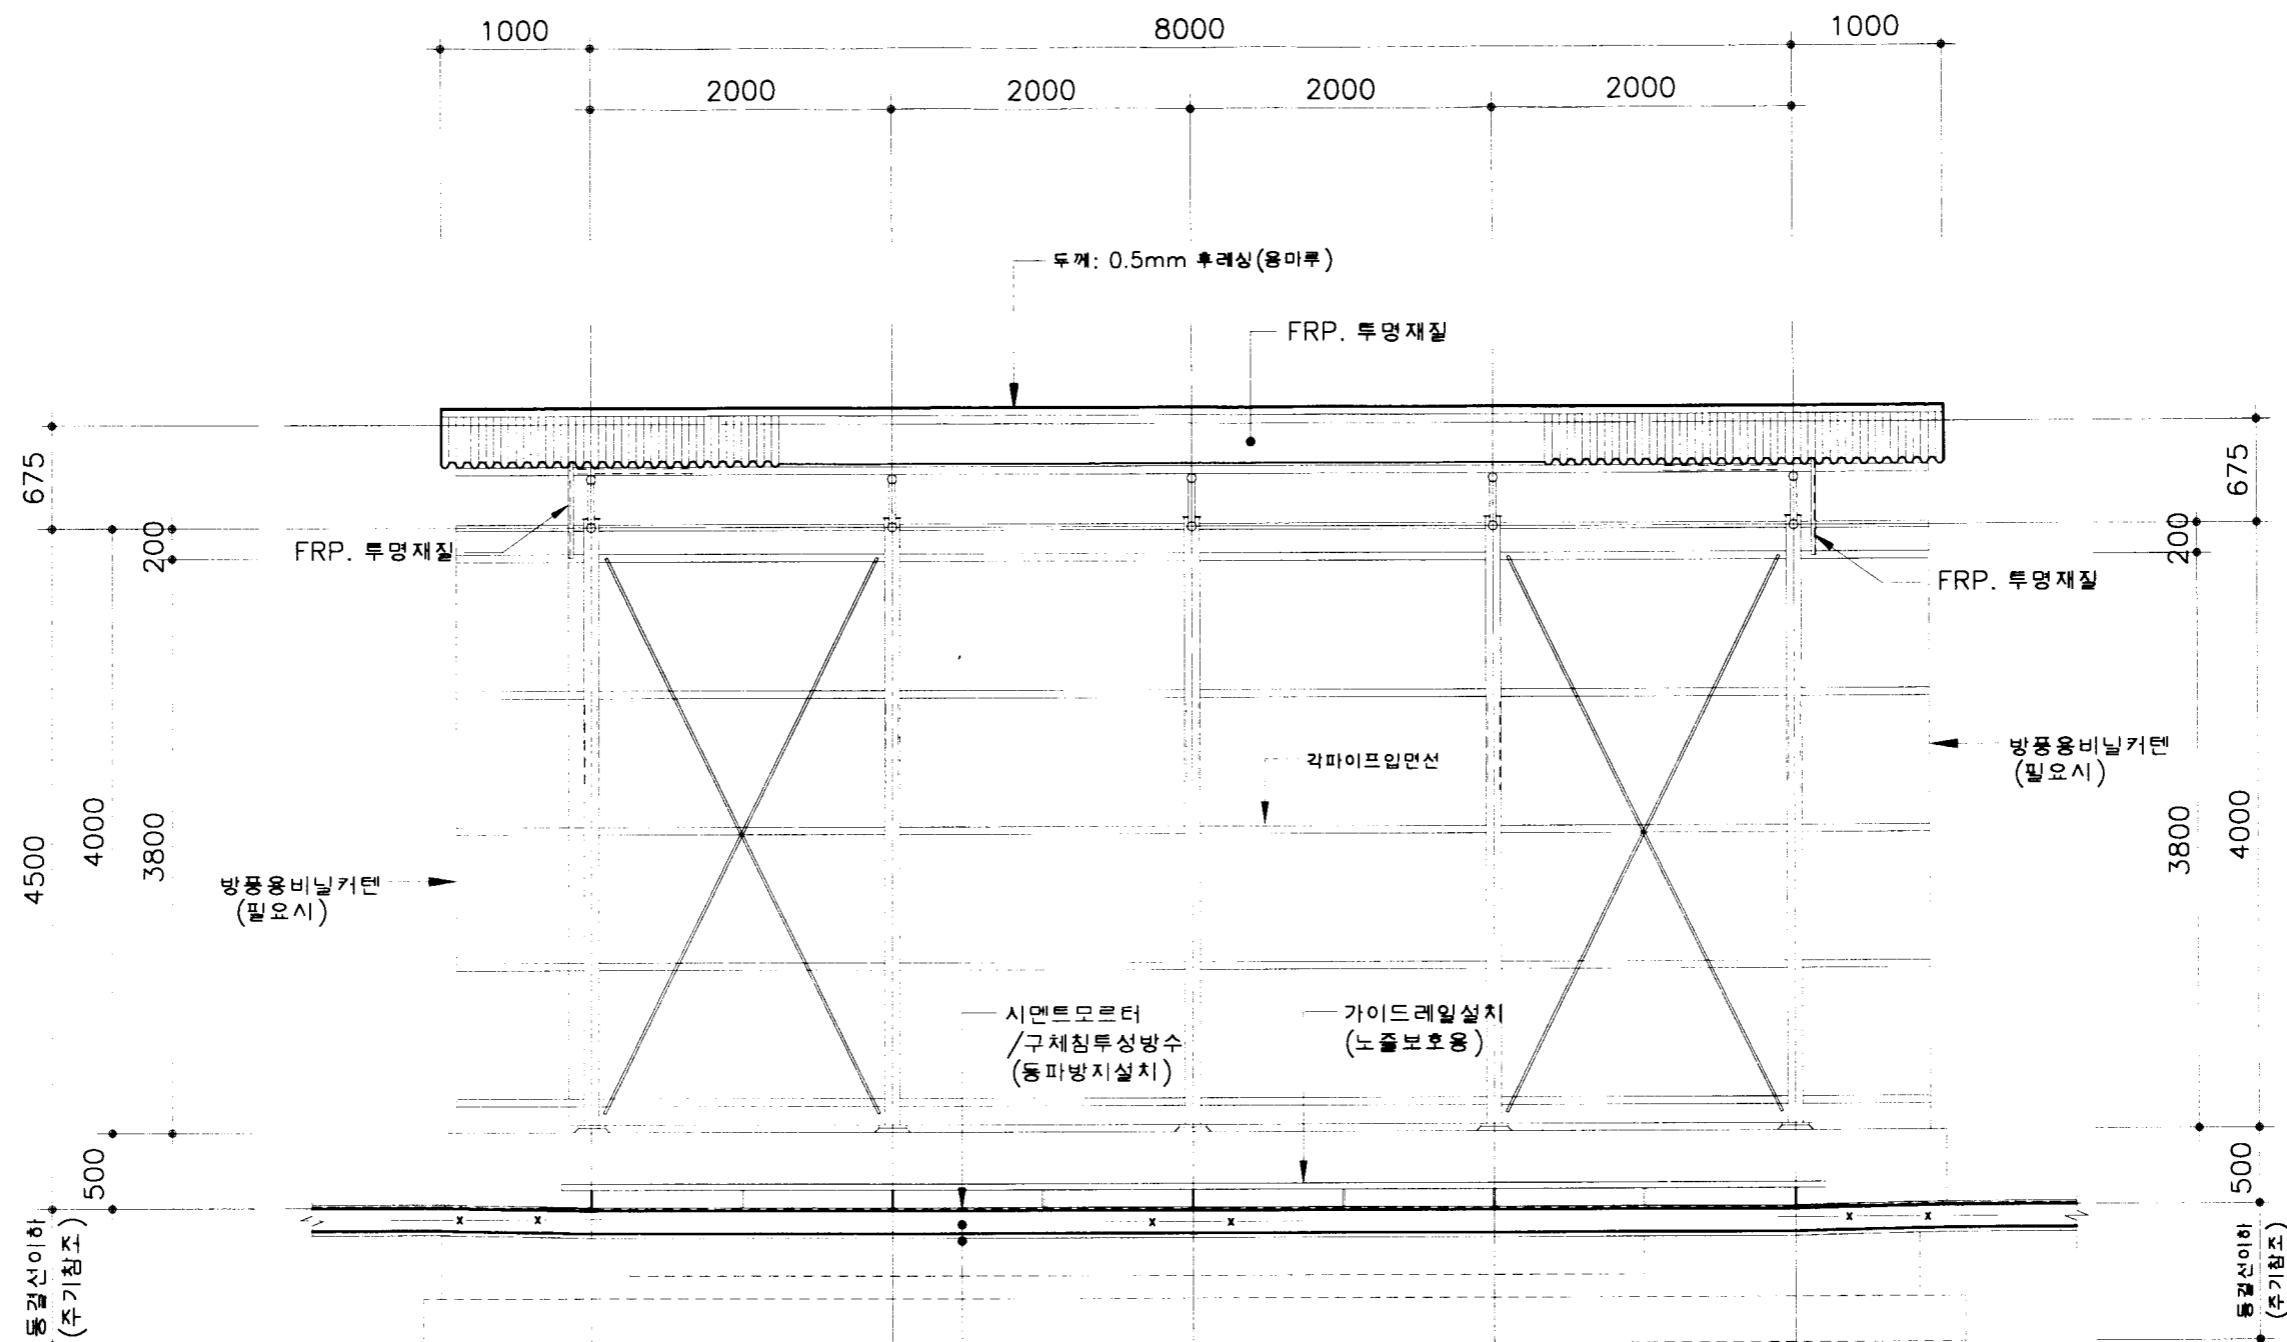 1000
8000
1000
2000
2000
2000
2000
두께: 0.5mm 후레싱(용마루)
FRP. 투명재질
675
675
200
200
FRP. 투명재질
FRP. 투명재질
각파이프입면선
방풍용비닐커텐
(필요시)
4500
4000
3800
3800
4000
방풍용비닐커텐
(필요시)
시멘트모르터
/구체침투성방수
(동파방지설치)
가이드레일설치
(노즐보호용)
500
500
동결선이하
(주기참조)
동결선이하
(주기참조)